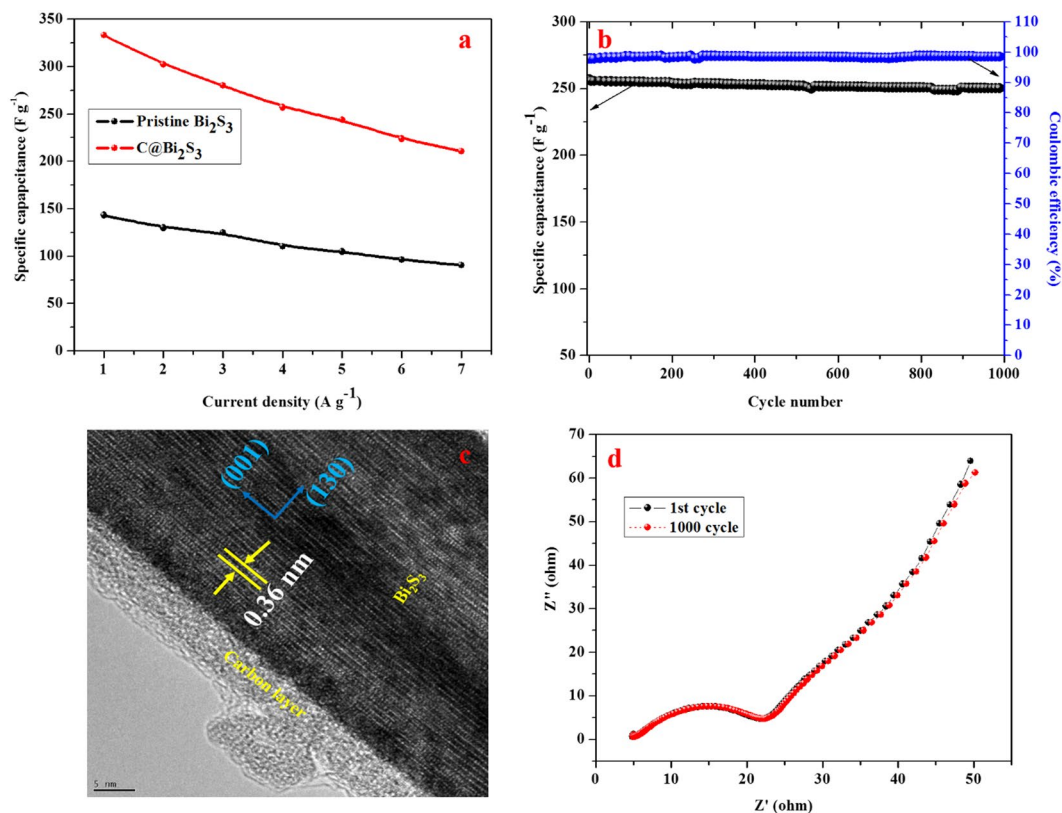 a
Specific capapcitance (F g-1)
400
350
300
250
200
150
100
50
0
Pristine Bi2S3
C@Bi2S3
1 2 3 4 5 6 7
Current density (A g-1)
b
Specific capacitance (F g-1)
300
250
200
150
100
50
110
100
90
80
70
60
50
40
30
20
10
0
Coulombic efficiency (%)
0 200 400 600 800 1000
Cycle number
c
(001)
(130)
0.36 nm
Bi2S3
Carbon layer
5 nm
d
Z'' (ohm)
70
60
50
40
30
20
10
0
1st cycle
1000 cycle
0 10 20 30 40 50
Z' (ohm)